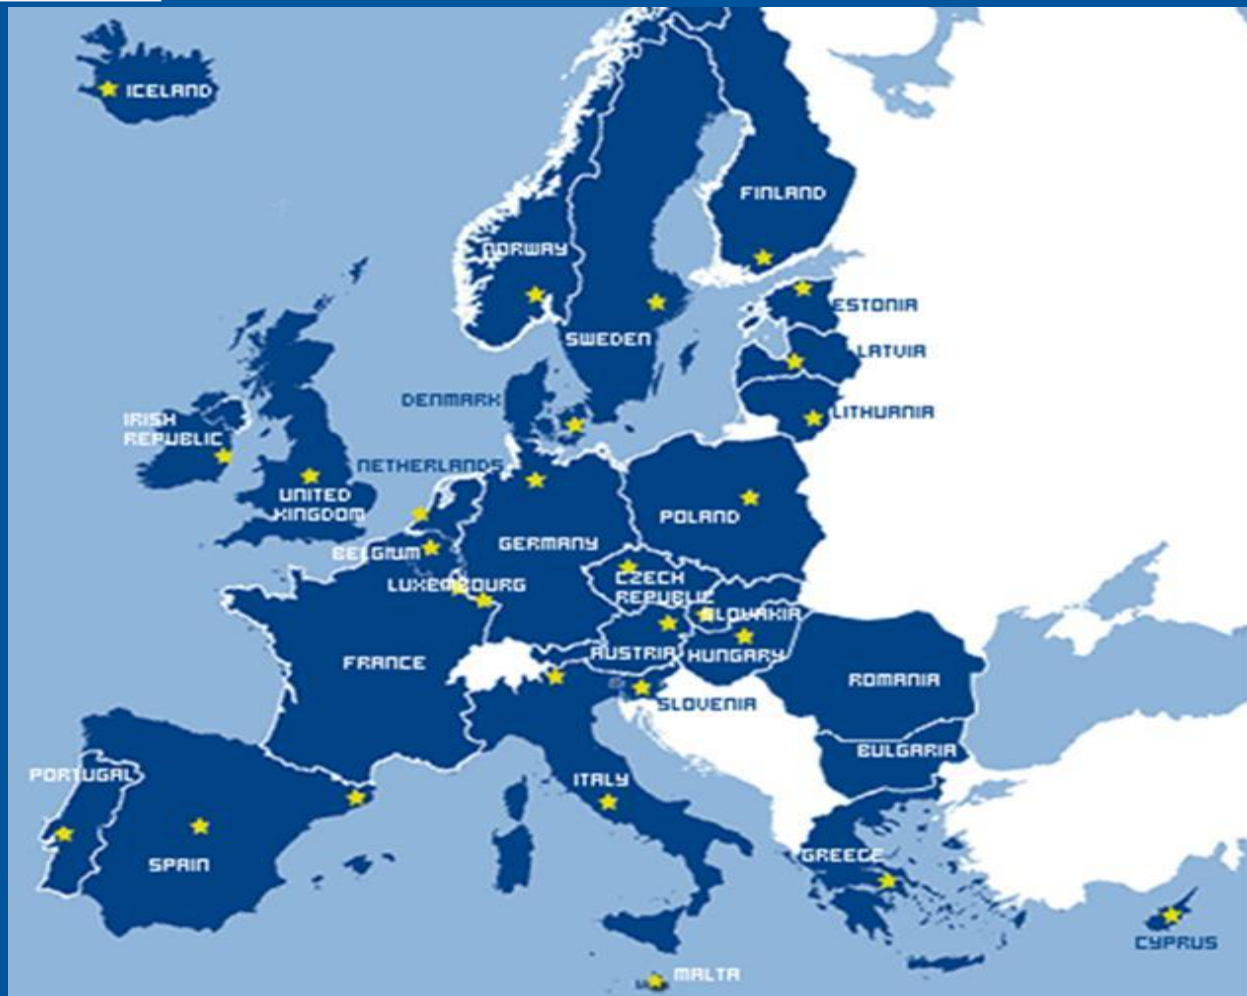 ICELAND
FINLAND
NORWAY
ESTONIA
SWEDEN
LATVIA
DENMARK
LITHUANIA
IRISH
REPUBLIC
NETHERLANDS
UNITED
KINGDOM
POLAND
GERMANY
BELGIUM
LUXEMBOURG
CZECH
REPUBLIC
SLOVAKIA
AUSTRIA
HUNGARY
FRANCE
ROMANIA
SLOVENIA
BULGARIA
PORTUGAL
ITALY
SPAIN
GREECE
CYPRUS
MALTA